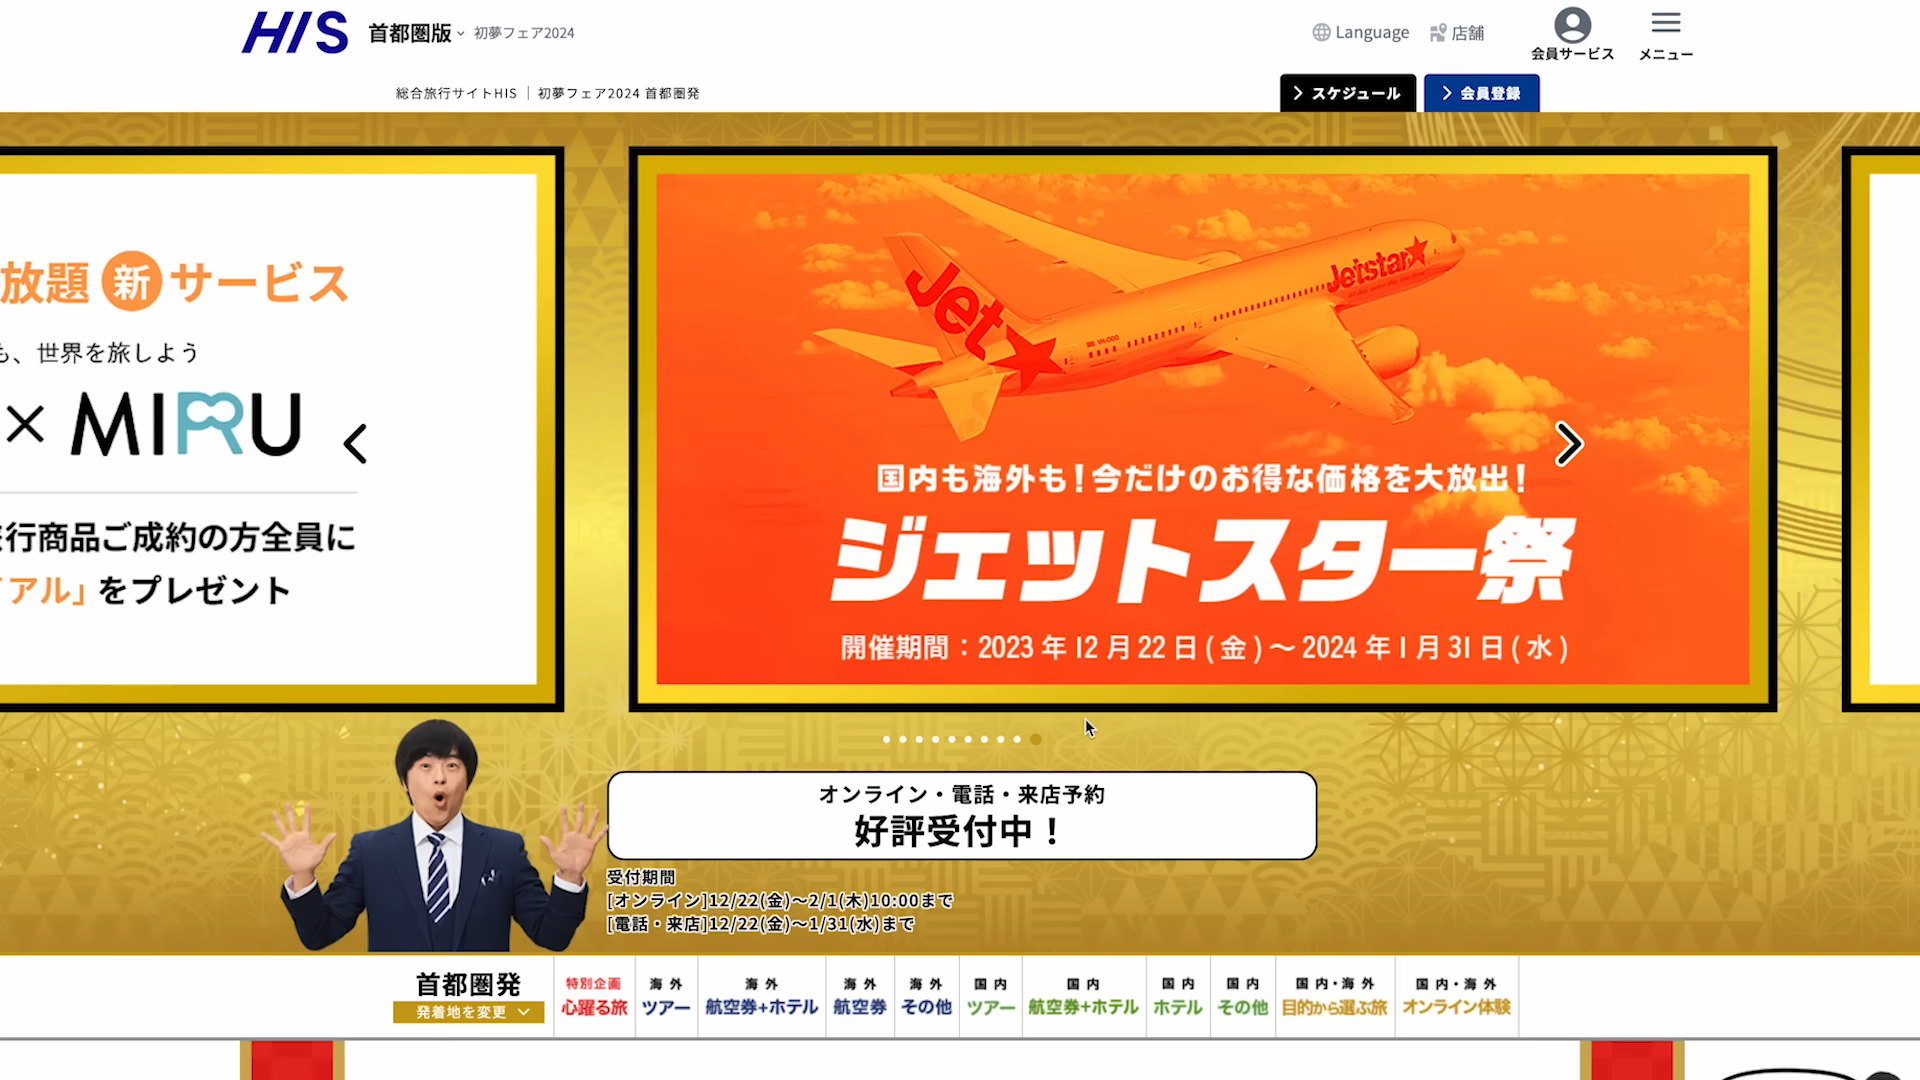 HIS
首都圏版
初夢フェア2024
Language
店舗
会員サービス
メニュー
総合旅行サイトHIS
初夢フェア2024 首都圏発
スケジュール
会員登録
放題 新 サービス
も、世界を旅しよう
× MIRU
行商品ご成約の方全員に
アル」をプレゼント
Jet
Jetstar
国内も海外も!今だけのお得な価格を大放出!
ジェットスター祭
開催期間:2023年12月22日(金)～2024年1月31日(水)
オンライン・電話・来店予約
好評受付中!
受付期間
[オンライン]12/22(金)～2/1(木)10:00まで
[電話・来店]12/22(金)～1/31(水)まで
首都圏発
発着地を変更
特別企画
心躍る旅
海外
ツアー
海外
航空券+ホテル
海外
航空券
海外
その他
国内
ツアー
国内
航空券+ホテル
国内
ホテル
国内
その他
国内・海外
目的から選ぶ旅
国内・海外
オンライン体験